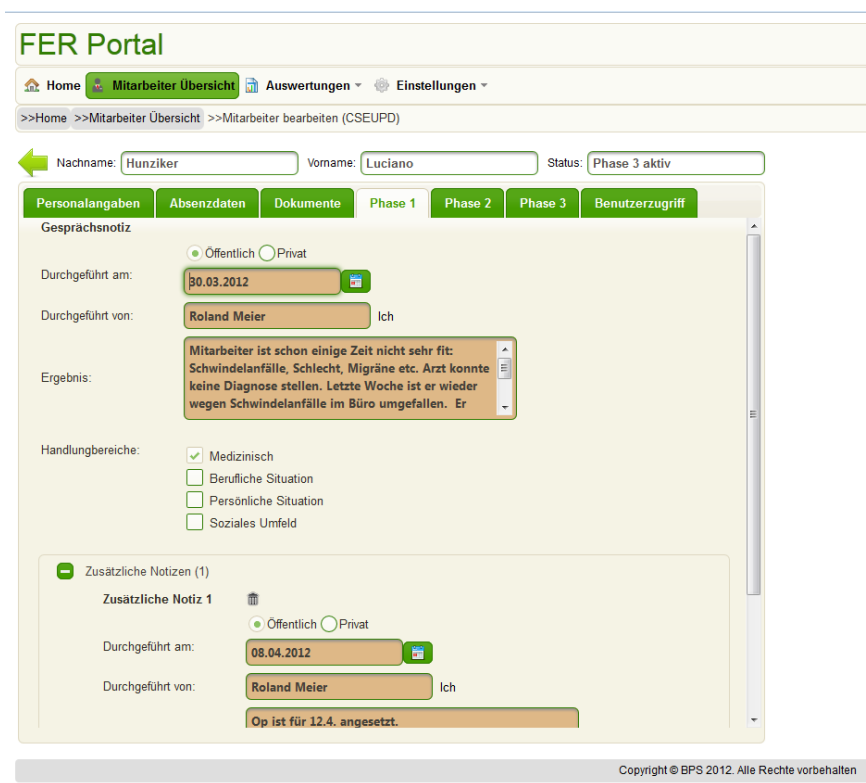 FER Portal
Home Mitarbeiter Übersicht Auswertungen Einstellungen
>>Home >>Mitarbeiter Übersicht >>Mitarbeiter bearbeiten (CSEUPD)
Nachname: Hunziker Vorname: Luciano Status: Phase 3 aktiv
Personalangaben Absenzdaten Dokumente Phase 1 Phase 2 Phase 3 Benutzerzugriff
Gesprächsnotiz
Öffentlich Privat
Durchgeführt am: 30.03.2012
Durchgeführt von: Roland Meier Ich
Ergebnis:
Mitarbeiter ist schon einige Zeit nicht sehr fit:
Schwindelanfälle, Schlecht, Migräne etc. Arzt konnte
keine Diagnose stellen. Letzte Woche ist er wieder
wegen Schwindelanfälle im Büro umgefallen. Er
Handlungbereiche:
Medizinisch
Berufliche Situation
Persönliche Situation
Soziales Umfeld
Zusätzliche Notizen (1)
Zusätzliche Notiz 1
Öffentlich Privat
Durchgeführt am: 08.04.2012
Durchgeführt von: Roland Meier Ich
Op ist für 12.4. angesetzt.
Copyright © BPS 2012. Alle Rechte vorbehalten